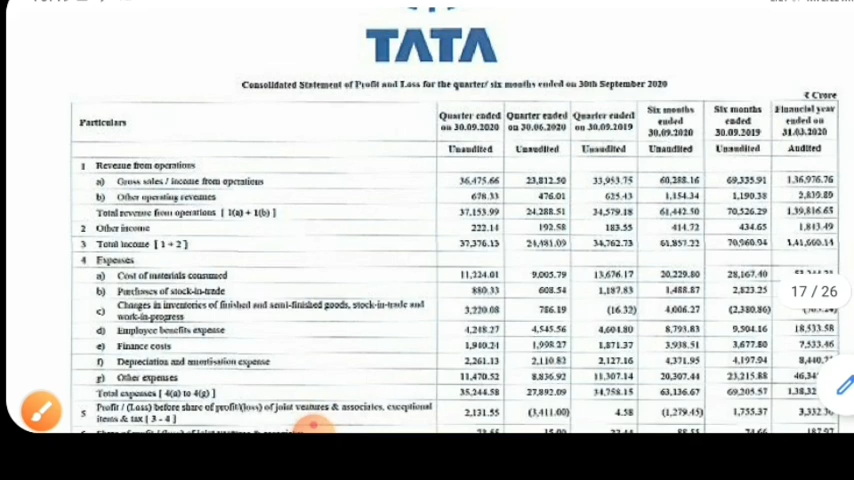 TATA
Consolidated Statement of Profit and Loss for the quarter/ six months ended on 30th September 2020
₹ Crore
Particulars Quarter ended on 30.09.2020 Quarter ended on 30.06.2020 Quarter ended on 30.09.2019 Six months ended 30.09.2020 Six months ended 30.09.2019 Financial year ended on 31.03.2020
Unaudited Unaudited Unaudited Unaudited Unaudited Audited
1 Revenue from operations
a) Gross sales / income from operations 36,475.66 23,812.50 33,953.75 60,288.16 69,335.91 1,36,976.76
b) Other operating revenues 678.33 476.01 625.43 1,154.34 1,190.38 2,839.89
Total revenue from operations [ 1(a) + 1(b) ] 37,153.99 24,288.51 34,579.18 61,442.50 70,526.29 1,39,816.65
2 Other income 222.14 192.58 183.55 414.72 434.65 1,843.49
3 Total income [ 1 + 2 ] 37,376.13 24,481.09 34,762.73 61,857.22 70,960.94 1,41,660.14
4 Expenses
a) Cost of materials consumed 11,224.01 9,005.79 13,676.17 20,229.80 28,167.40
b) Purchases of stock-in-trade 880.33 608.54 1,187.83 1,488.87 2,823.25
c) Changes in inventories of finished and semi-finished goods, stock-in-trade and work-in-progress 3,220.08 786.19 (16.32) 4,006.27 (2,380.86)
d) Employee benefits expense 4,248.27 4,545.56 4,604.80 8,793.83 9,504.16 18,533.58
e) Finance costs 1,940.24 1,998.27 1,871.37 3,938.51 3,677.80 7,533.46
f) Depreciation and amortisation expense 2,261.13 2,110.82 2,127.16 4,371.95 4,197.94 8,440.
g) Other expenses 11,470.52 8,836.92 11,307.14 20,307.44 23,215.88 46,34
Total expenses [ 4(a) to 4(g) ] 35,244.58 27,892.09 34,758.15 63,136.67 69,205.57 1,38,32
5 Profit / (Loss) before share of profit/(loss) of joint ventures & associates, exceptional items & tax [ 3 - 4 ] 2,131.55 (3,411.00) 4.58 (1,279.45) 1,755.37
17 / 26